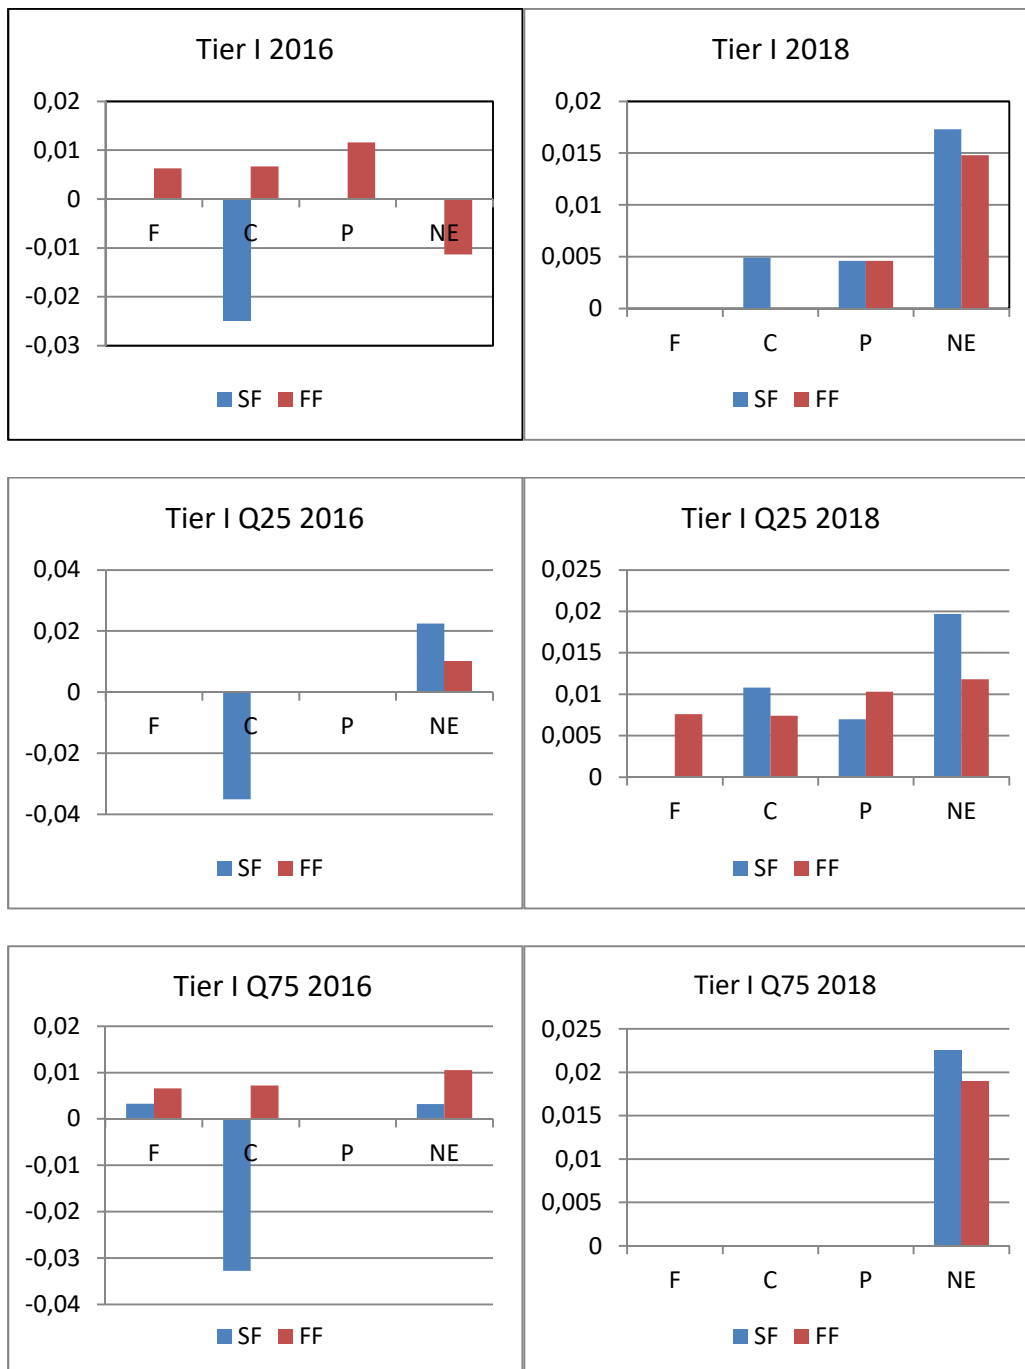 Tier I 2016
0,02
0,01
0
-0,01
-0,02
-0,03
F C P NE
SF FF
Tier I 2018
0,02
0,015
0,01
0,005
0
F C P NE
SF FF
Tier I Q25 2016
0,04
0,02
0
-0,02
-0,04
F C P NE
SF FF
Tier I Q25 2018
0,025
0,02
0,015
0,01
0,005
0
F C P NE
SF FF
Tier I Q75 2016
0,02
0,01
0
-0,01
-0,02
-0,03
-0,04
F C P NE
SF FF
Tier I Q75 2018
0,025
0,02
0,015
0,01
0,005
0
F C P NE
SF FF